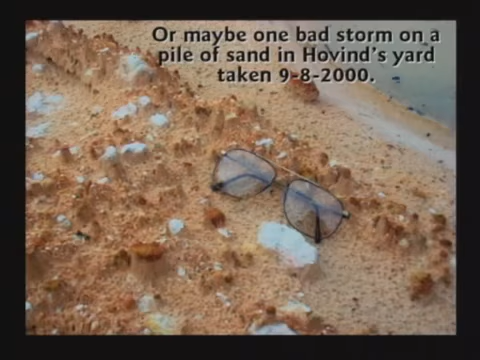 Or maybe one bad storm on a
pile of sand in Hovind's yard
taken 9-8-2000.